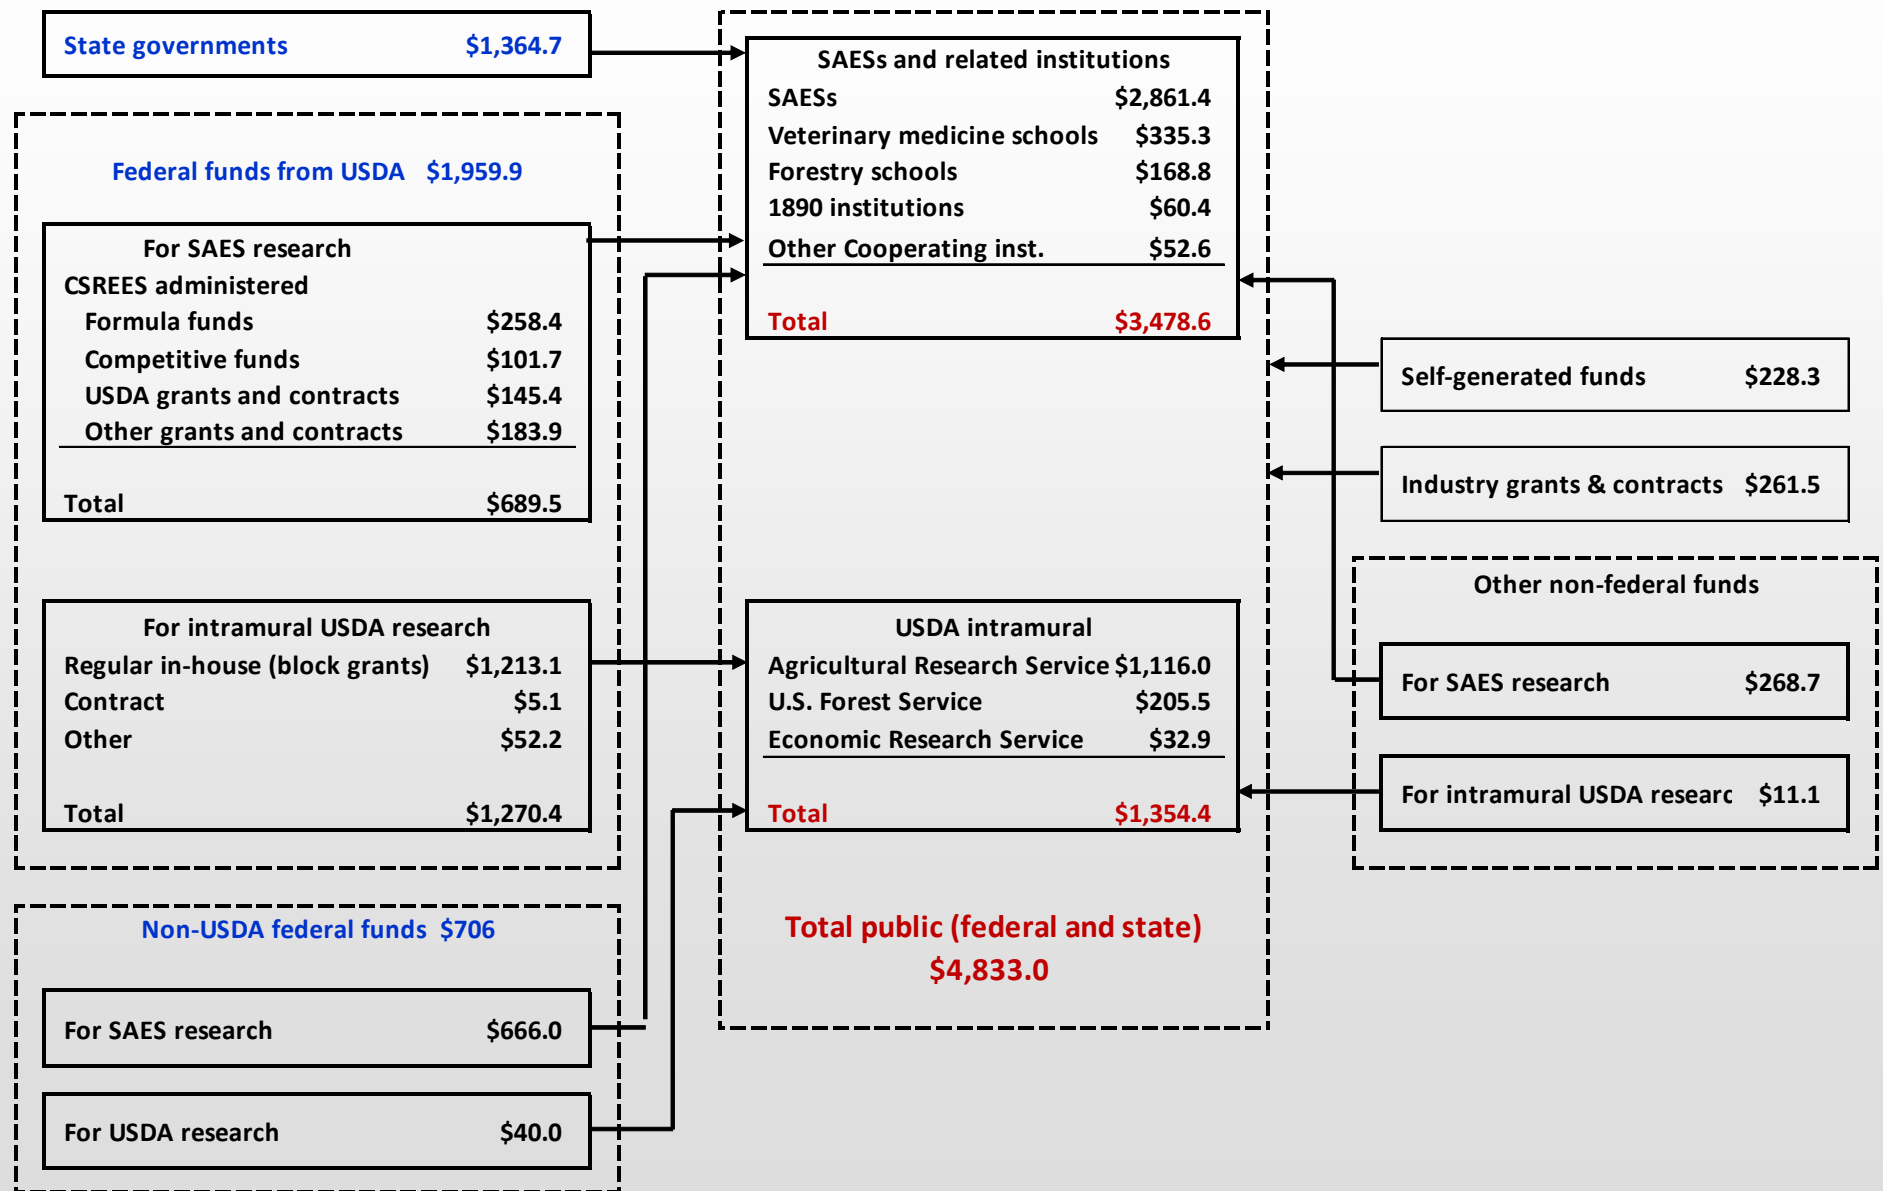 State governments $1,364.7
Federal funds from USDA $1,959.9
For SAES research
CSREES administered
Formula funds $258.4
Competitive funds $101.7
USDA grants and contracts $145.4
Other grants and contracts $183.9
Total $689.5
For intramural USDA research
Regular in-house (block grants) $1,213.1
Contract $5.1
Other $52.2
Total $1,270.4
Non-USDA federal funds $706
For SAES research $666.0
For USDA research $40.0
SAESs and related institutions
SAESs $2,861.4
Veterinary medicine schools $335.3
Forestry schools $168.8
1890 institutions $60.4
Other Cooperating inst. $52.6
Total $3,478.6
USDA intramural
Agricultural Research Service $1,116.0
U.S. Forest Service $205.5
Economic Research Service $32.9
Total $1,354.4
Total public (federal and state)
$4,833.0
Self-generated funds $228.3
Industry grants & contracts $261.5
Other non-federal funds
For SAES research $268.7
For intramural USDA researc $11.1